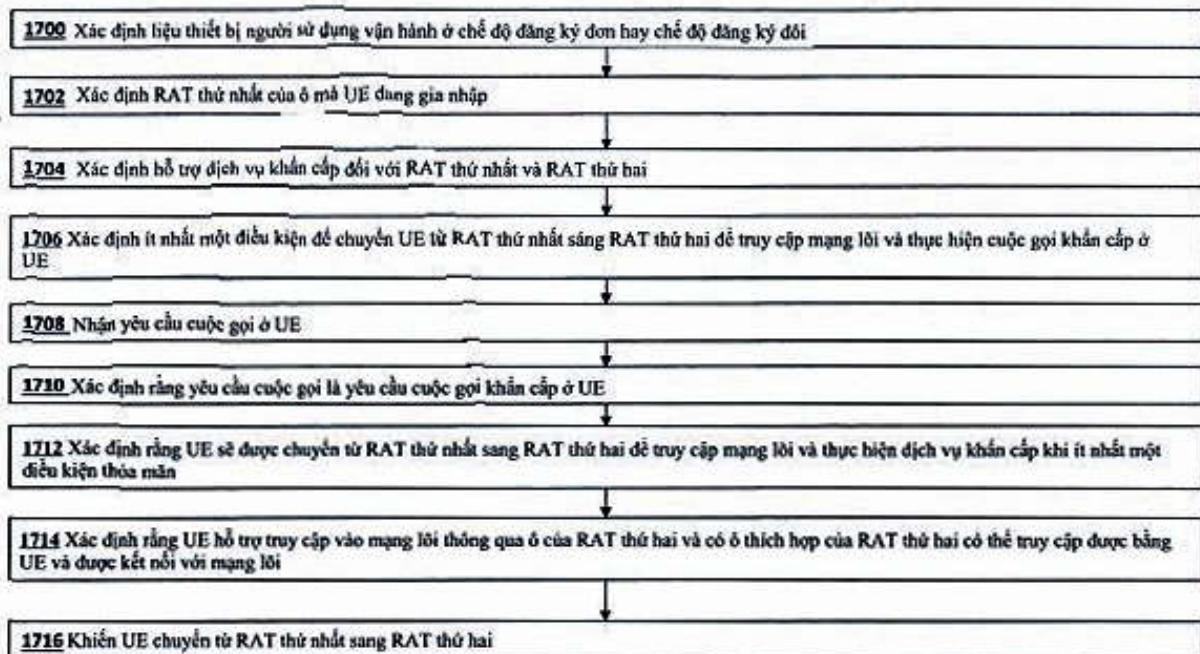 1700 Xác định liệu thiết bị người sử dụng vận hành ở chế độ đăng ký đơn hay chế độ đăng ký đôi
1702 Xác định RAT thứ nhất của ô mà UE đang gia nhập
1704 Xác định hỗ trợ dịch vụ khẩn cấp đối với RAT thứ nhất và RAT thứ hai
1706 Xác định ít nhất một điều kiện để chuyển UE từ RAT thứ nhất sang RAT thứ hai để truy cập mạng lõi và thực hiện cuộc gọi khẩn cấp ở
UE
1708 Nhận yêu cầu cuộc gọi ở UE
1710 Xác định rằng yêu cầu cuộc gọi là yêu cầu cuộc gọi khẩn cấp ở UE
1712 Xác định rằng UE sẽ được chuyển từ RAT thứ nhất sang RAT thứ hai để truy cập mạng lõi và thực hiện dịch vụ khẩn cấp khi ít nhất một
điều kiện thỏa mãn
1714 Xác định rằng UE hỗ trợ truy cập vào mạng lõi thông qua ô của RAT thứ hai và có ô thích hợp của RAT thứ hai có thể truy cập được bằng
UE và được kết nối với mạng lõi
1716 Khiến UE chuyển từ RAT thứ nhất sang RAT thứ hai